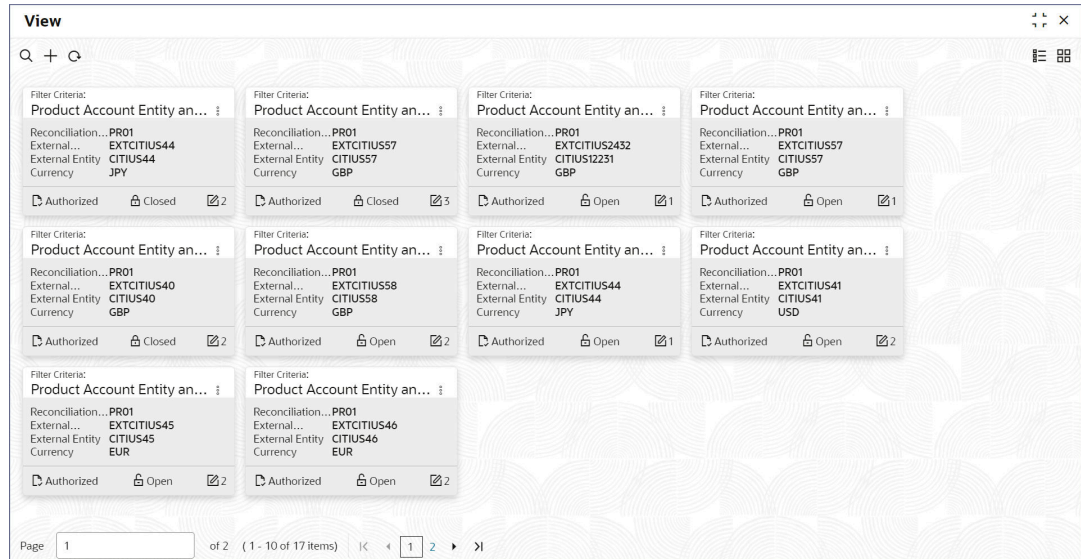 View
Filter Criteria:
Product Account Entity an...
Reconciliation... PR01
External... EXTCITIUS44
External Entity CITIUS44
Currency JPY
Authorized Closed 2
Filter Criteria:
Product Account Entity an...
Reconciliation... PR01
External... EXTCITIUS57
External Entity CITIUS57
Currency GBP
Authorized Closed 3
Filter Criteria:
Product Account Entity an...
Reconciliation... PR01
External... EXTCITIUS2432
External Entity CITIUS12231
Currency GBP
Authorized Open 1
Filter Criteria:
Product Account Entity an...
Reconciliation... PR01
External... EXTCITIUS57
External Entity CITIUS57
Currency GBP
Authorized Open 1
Filter Criteria:
Product Account Entity an...
Reconciliation... PR01
External... EXTCITIUS40
External Entity CITIUS40
Currency GBP
Authorized Closed 2
Filter Criteria:
Product Account Entity an...
Reconciliation... PR01
External... EXTCITIUS58
External Entity CITIUS58
Currency GBP
Authorized Open 2
Filter Criteria:
Product Account Entity an...
Reconciliation... PR01
External... EXTCITIUS44
External Entity CITIUS44
Currency JPY
Authorized Open 1
Filter Criteria:
Product Account Entity an...
Reconciliation... PR01
External... EXTCITIUS41
External Entity CITIUS41
Currency USD
Authorized Open 2
Filter Criteria:
Product Account Entity an...
Reconciliation... PR01
External... EXTCITIUS45
External Entity CITIUS45
Currency EUR
Authorized Open 2
Filter Criteria:
Product Account Entity an...
Reconciliation... PR01
External... EXTCITIUS46
External Entity CITIUS46
Currency EUR
Authorized Open 2
Page 1 of 2 (1 - 10 of 17 items) 1 2